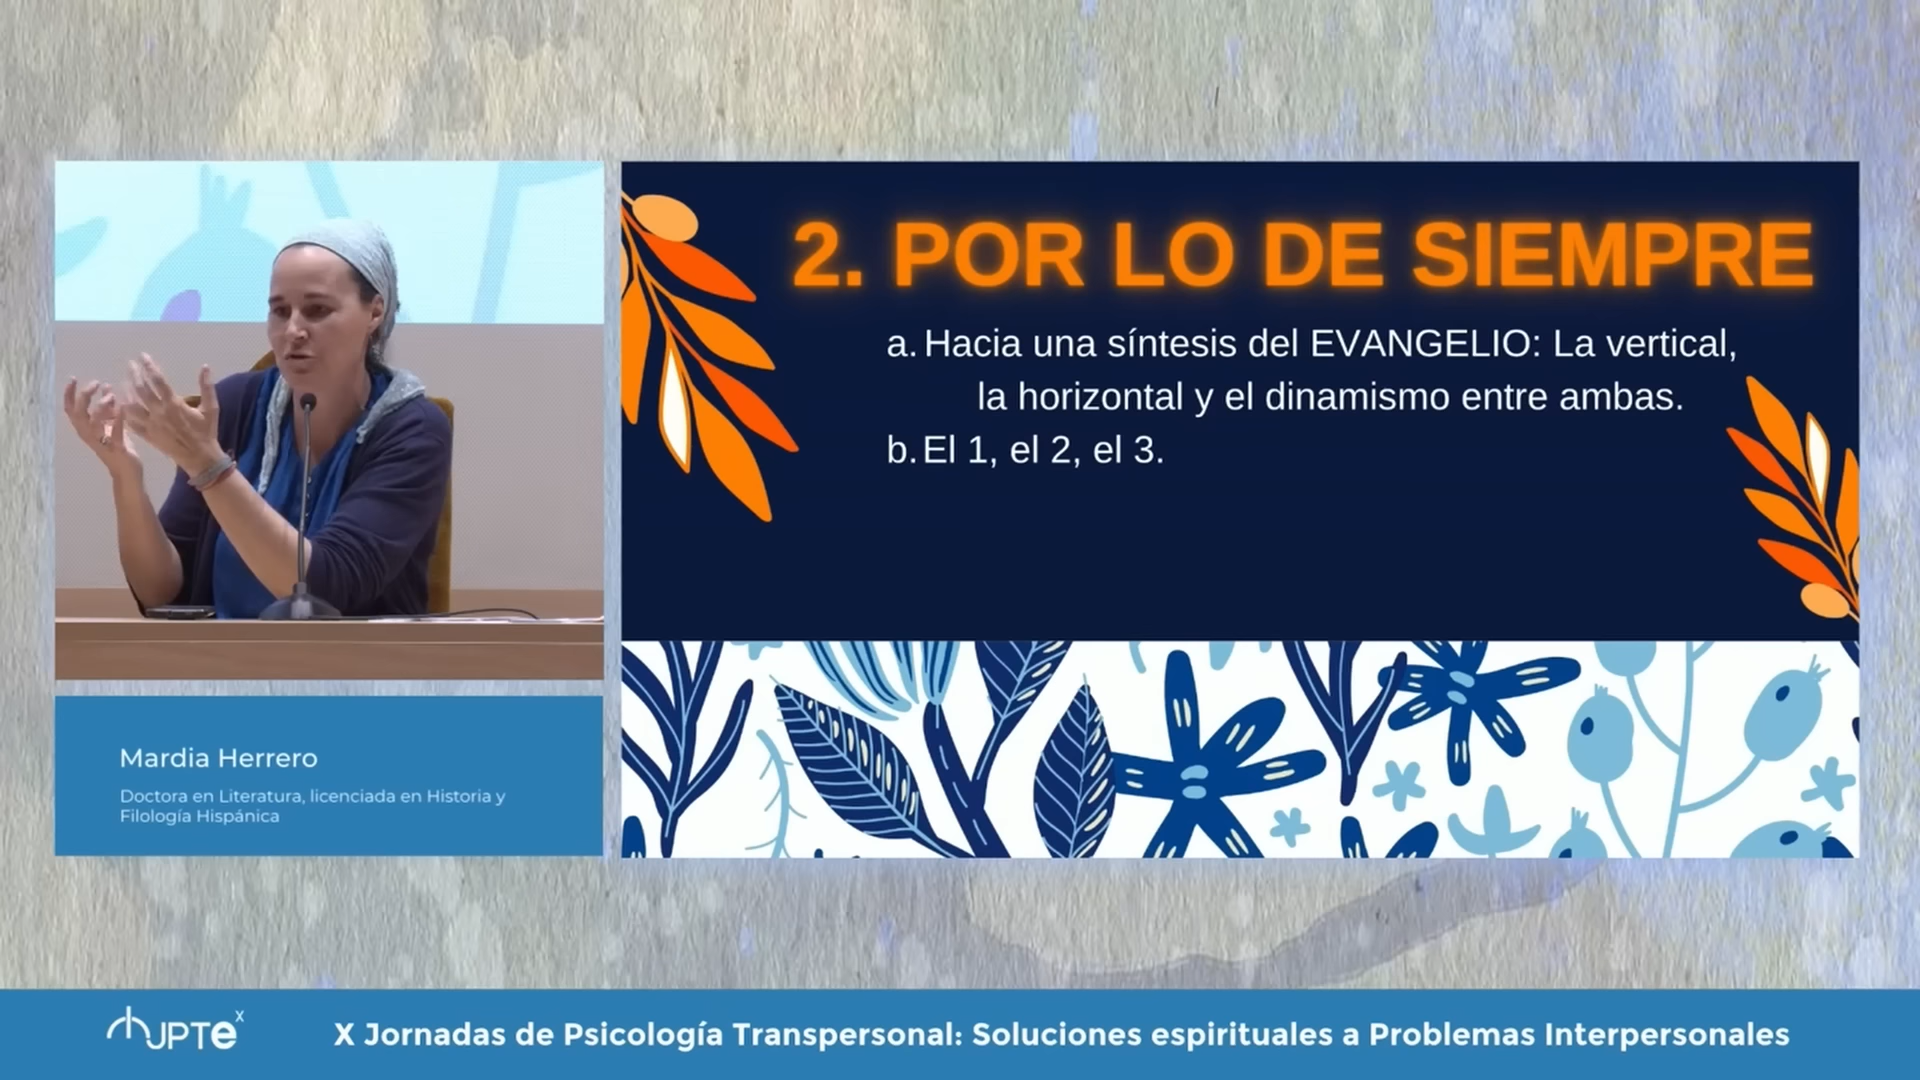 2. POR LO DE SIEMPRE
a. Hacia una síntesis del EVANGELIO: La vertical,
la horizontal y el dinamismo entre ambas.
b. El 1, el 2, el 3.
Mardia Herrero
Doctora en Literatura, licenciada en Historia y
Filología Hispánica
JPTe x
X Jornadas de Psicología Transpersonal: Soluciones espirituales a Problemas Interpersonales